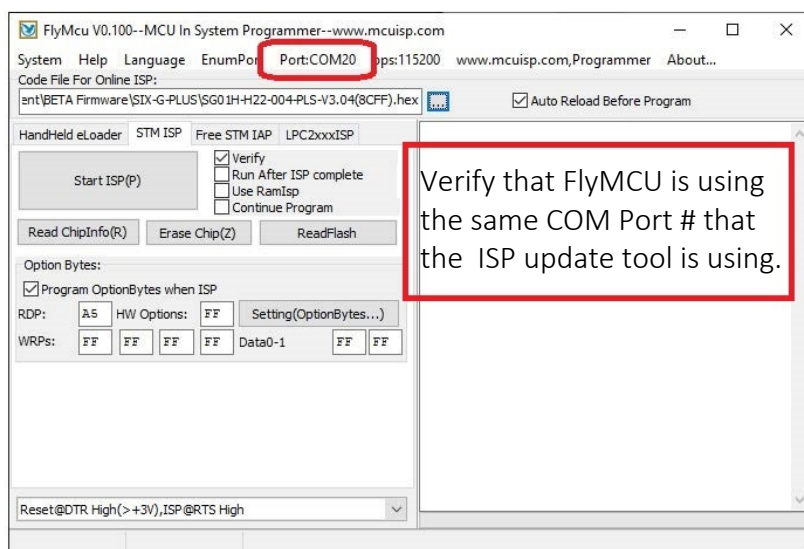 FlyMcu V0.100--MCU In System Programmer--www.mcuisp.com
System Help Language EnumPor Port:COM20 ps:115200 www.mcuisp.com,Programmer About...
Code File For Online ISP:
ent\BETA Firmware\SIX-G-PLUS\SG01H-H22-004-PLS-V3.04(8CFF).hex ... Auto Reload Before Program
HandHeld eLoader STM ISP Free STM IAP LPC2xxxISP
Start ISP(P)
Verify
Run After ISP complete
Use RamIsp
Continue Program
Read ChipInfo(R) Erase Chip(Z) ReadFlash
Option Bytes:
Program OptionBytes when ISP
RDP: A5 HW Options: FF Setting(OptionBytes...)
WRPs: FF FF FF FF Data0-1 FF FF
Reset@DTR High(>+3V),ISP@RTS High
Verify that FlyMCU is using
the same COM Port # that
the ISP update tool is using.